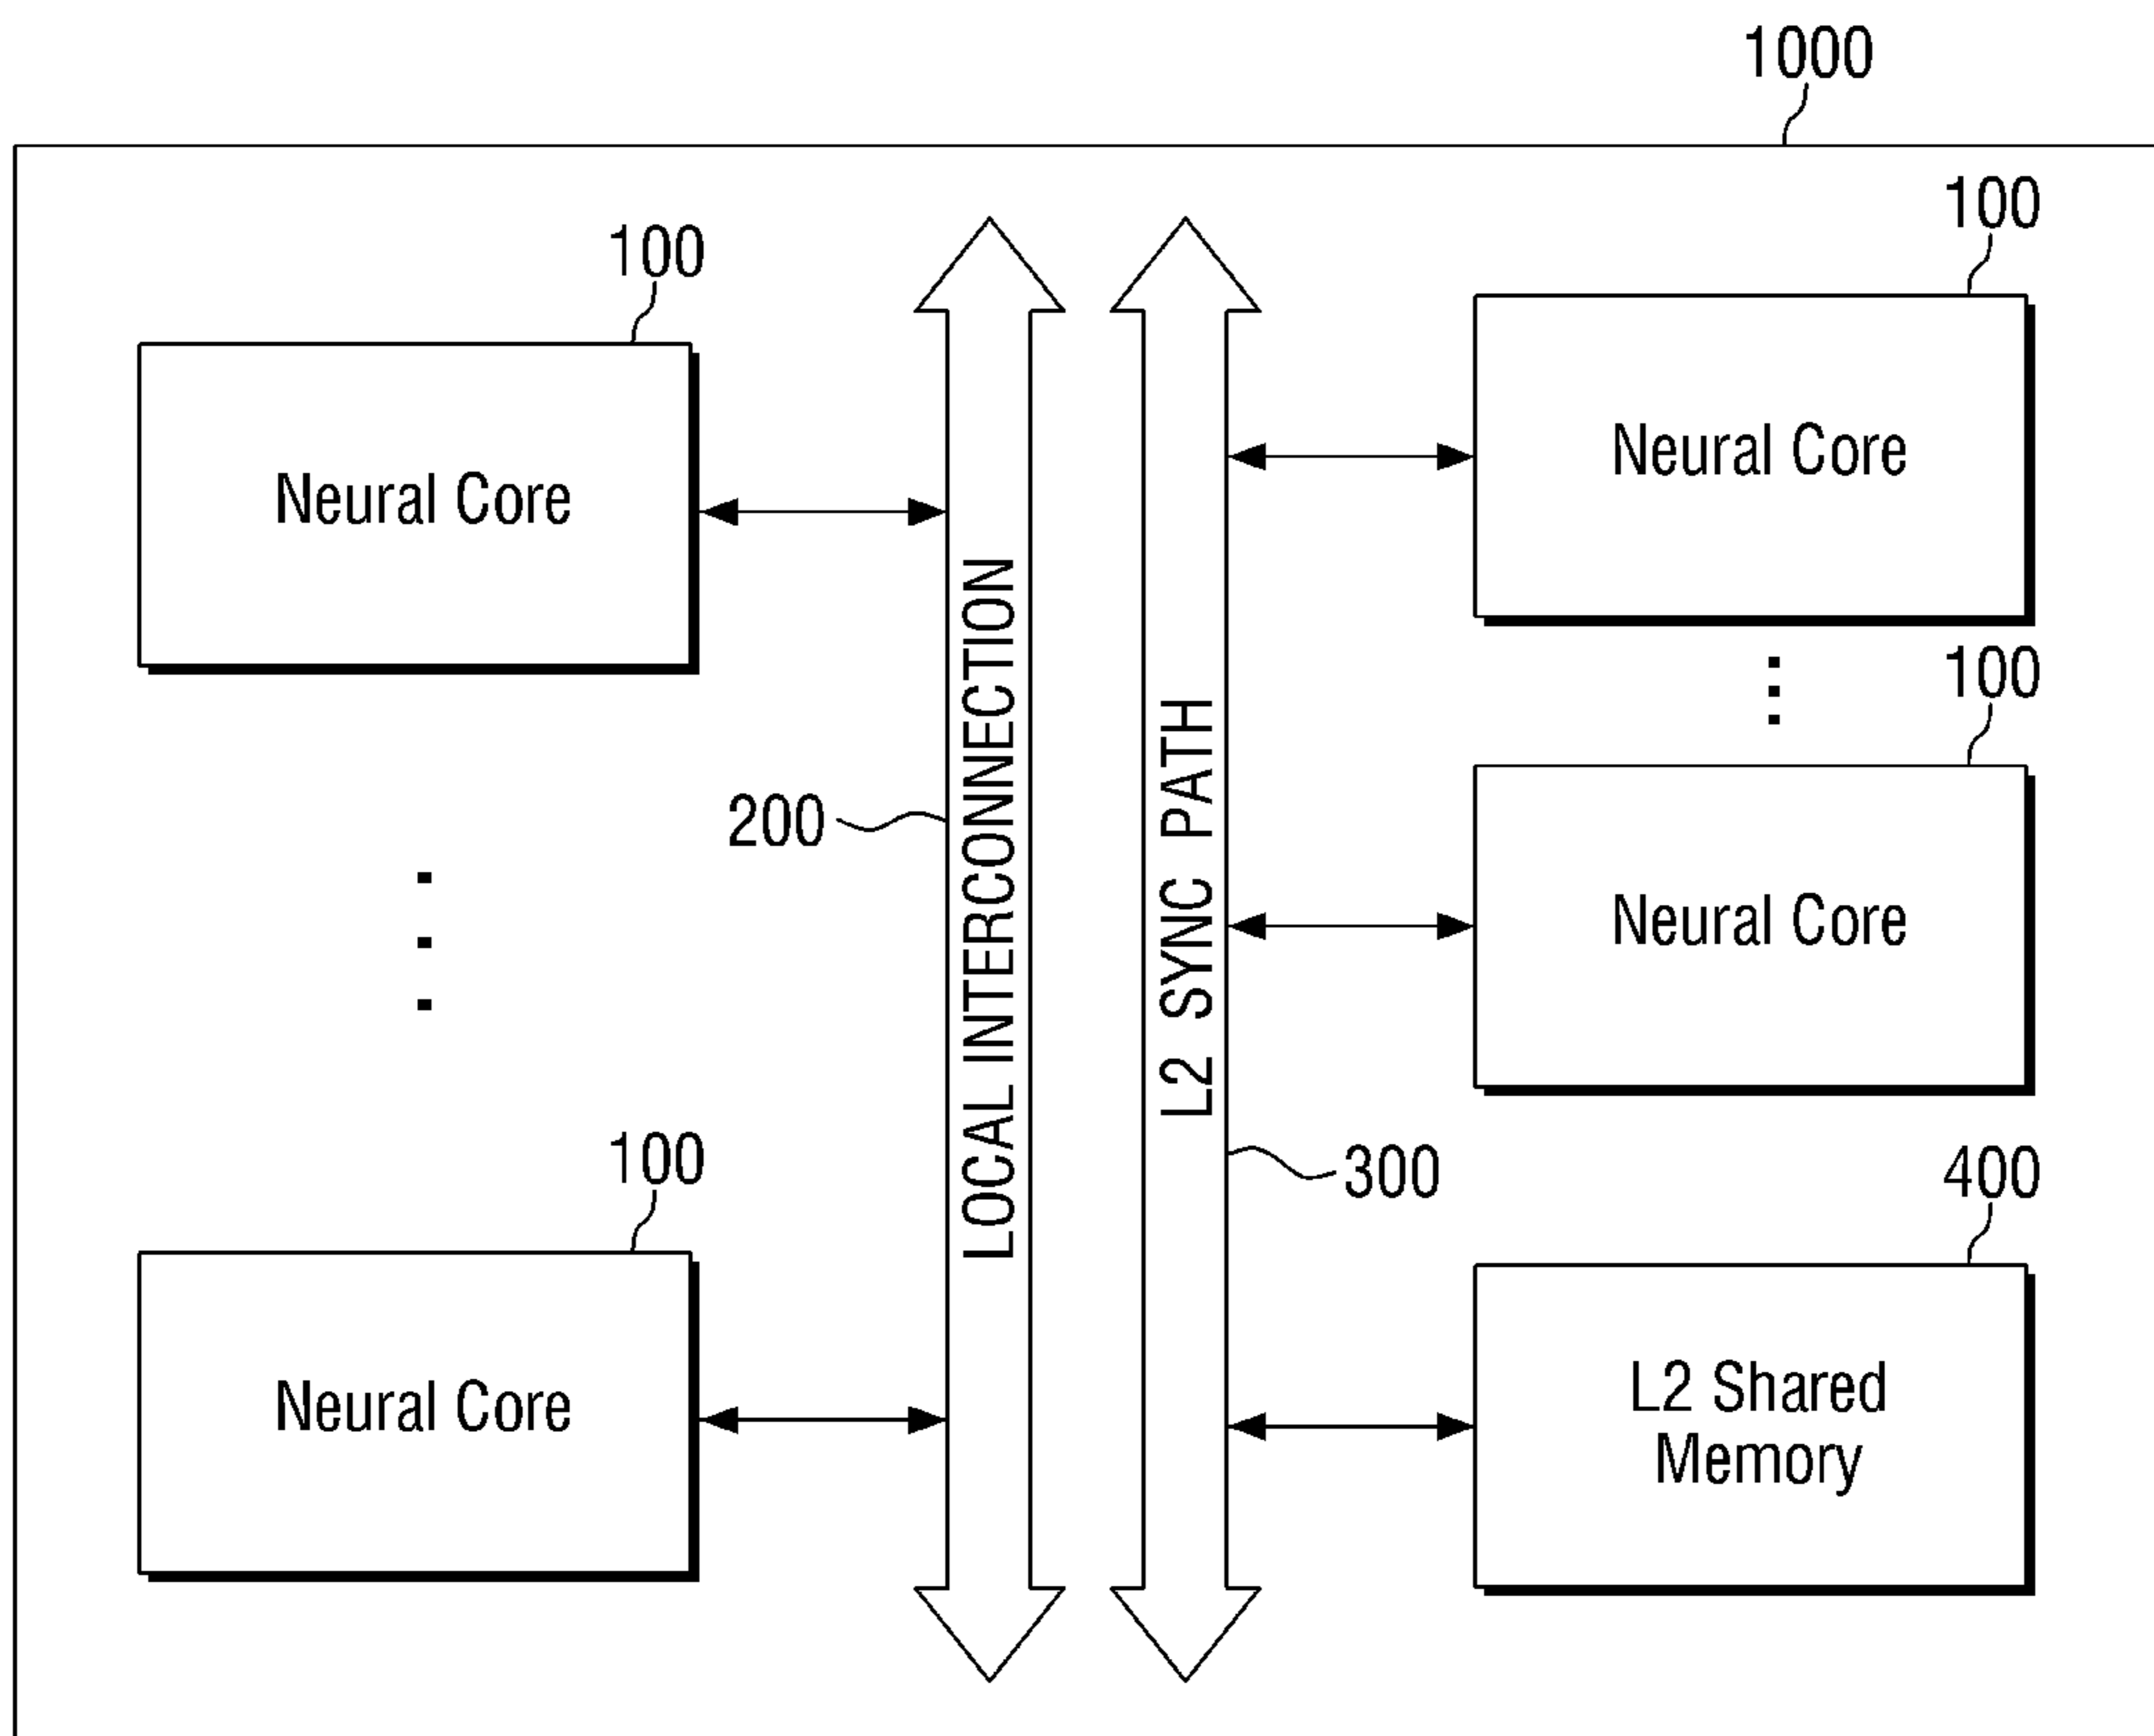 1000
100
100
Neural Core
Neural Core
100
200
LOCAL INTERCONNECTION
L2 SYNC PATH
Neural Core
100
300
400
Neural Core
L2 Shared
Memory